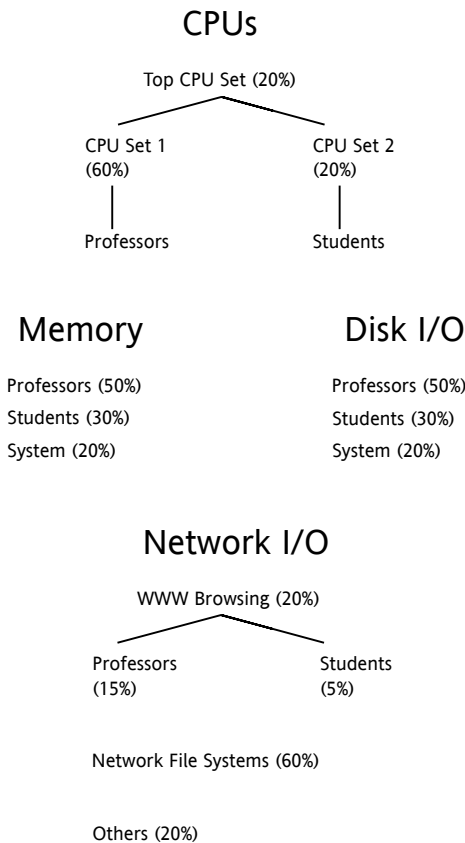 CPUs
Top CPU Set (20%)
CPU Set 1
(60%)
CPU Set 2
(20%)
Professors
Students
Memory
Professors (50%)
Students (30%)
System (20%)
Disk I/O
Professors (50%)
Students (30%)
System (20%)
Network I/O
WWW Browsing (20%)
Professors
(15%)
Students
(5%)
Network File Systems (60%)
Others (20%)